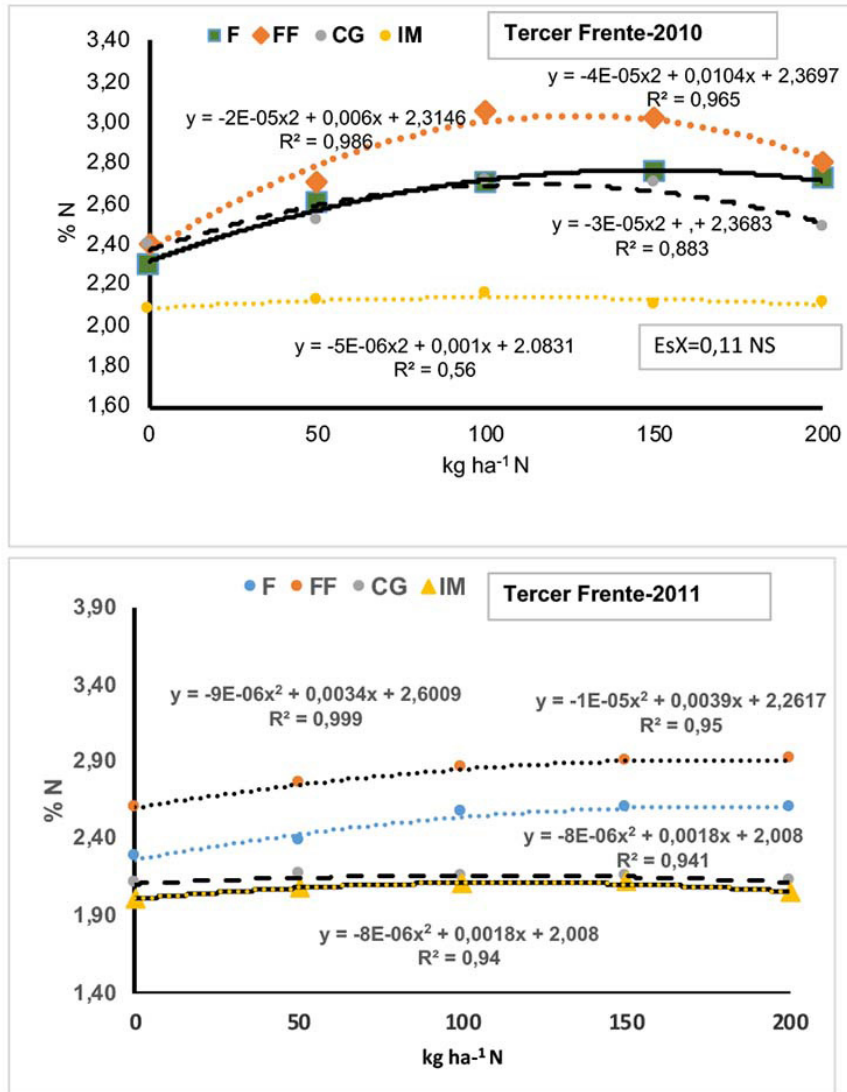 F FF CG IM
Tercer Frente-2010
3,40
3,20
3,00
2,80
2,60
2,40
2,20
2,00
1,80
1,60
% N
y = -4E-05x2 + 0,0104x + 2,3697
R² = 0,965
y = -2E-05x2 + 0,006x + 2,3146
R² = 0,986
y = -3E-05x2 + ,+ 2,3683
R² = 0,883
y = -5E-06x2 + 0,001x + 2.0831
R² = 0,56
EsX=0,11 NS
0 50 100 150 200
kg ha-1 N
F FF CG IM
Tercer Frente-2011
3,90
3,40
2,90
2,40
1,90
1,40
% N
y = -9E-06x² + 0,0034x + 2,6009
R² = 0,999
y = -1E-05x² + 0,0039x + 2,2617
R² = 0,95
y = -8E-06x² + 0,0018x + 2,008
R² = 0,941
y = -8E-06x² + 0,0018x + 2,008
R² = 0,94
0 50 100 150 200
kg ha-1 N